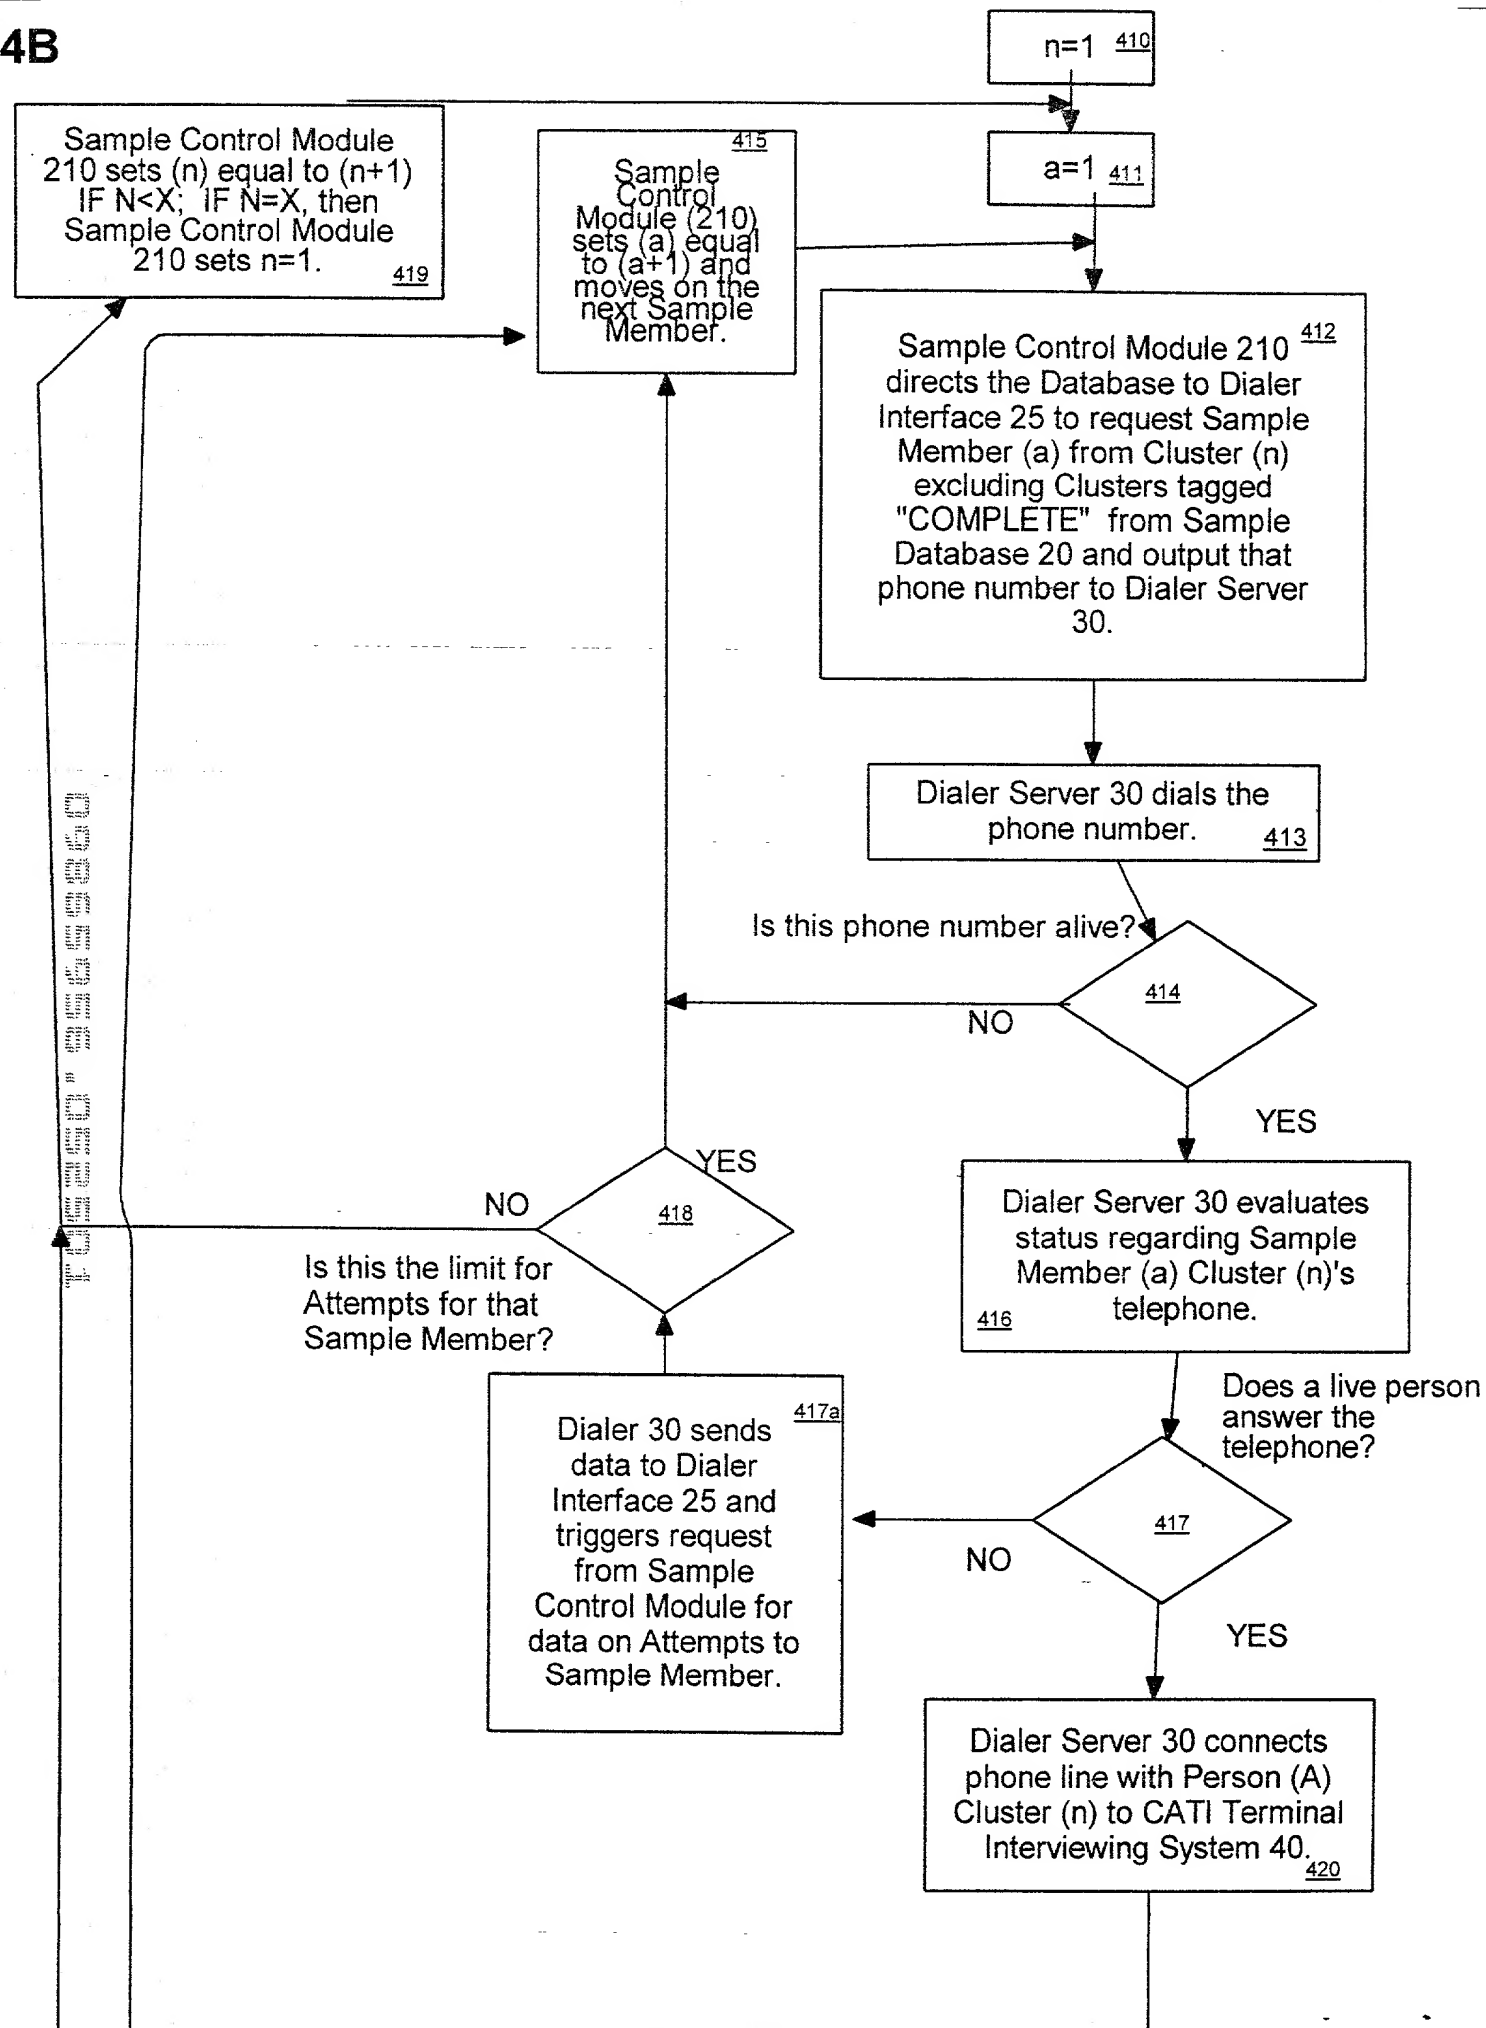 4B
n=1 410
Sample Control Module
210 sets (n) equal to (n+1)
IF N<X; IF N=X, then
Sample Control Module
210 sets n=1.
419
415
Sample
Control
Module (210)
sets (a) equal
to (a+1) and
moves on the
next Sample
Member.
a=1 411
412
Sample Control Module 210
directs the Database to Dialer
Interface 25 to request Sample
Member (a) from Cluster (n)
excluding Clusters tagged
"COMPLETE" from Sample
Database 20 and output that
phone number to Dialer Server
30.
Dialer Server 30 dials the
phone number. 413
Is this phone number alive?
414
NO
YES
Dialer Server 30 evaluates
status regarding Sample
Member (a) Cluster (n)'s
telephone.
416
YES
NO
418
Is this the limit for
Attempts for that
Sample Member?
Does a live person
answer the
telephone?
417
NO
YES
417a
Dialer 30 sends
data to Dialer
Interface 25 and
triggers request
from Sample
Control Module for
data on Attempts to
Sample Member.
Dialer Server 30 connects
phone line with Person (A)
Cluster (n) to CATI Terminal
Interviewing System 40.
420